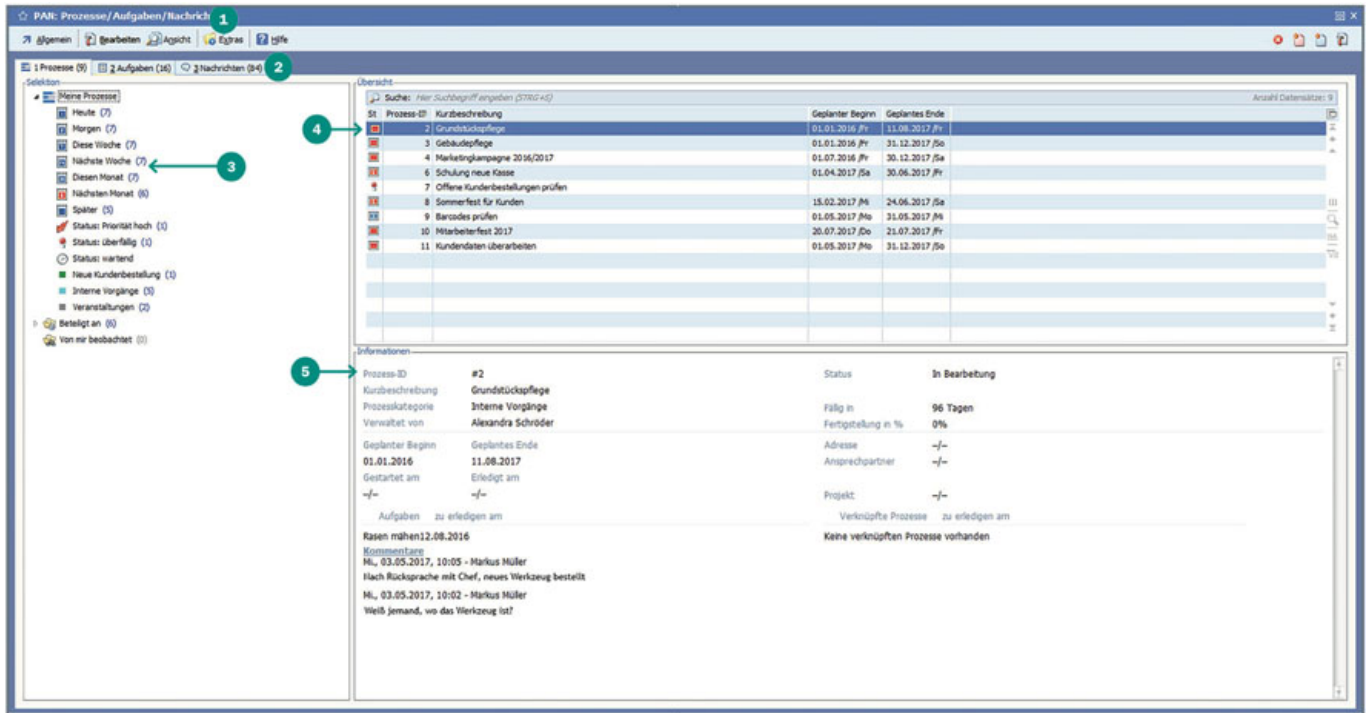 PAN: Prozesse/Aufgaben/Nachrich
1
Allgemein Bearbeiten Ansicht Extras Hilfe
1 Prozesse (9) 2 Aufgaben (16) 3 Nachrichten (84)
2
Selektion
Meine Prozesse
Heute (7)
Morgen (7)
Diese Woche (7)
Nächste Woche (7)
3
Diesen Monat (7)
Nächsten Monat (6)
Später (5)
Status: Priorität hoch (1)
Status: überfällig (1)
Status: wartend
Neue Kundenbestellung (1)
Interne Vorgänge (5)
Veranstaltungen (2)
Beteiligt an (6)
Von mir beobachtet (0)
Übersicht
Suche: Hier Suchbegriff eingeben (STRG+S) Anzahl Datensätze: 9
St Prozess-ID Kurzbeschreibung Geplanter Beginn Geplantes Ende
4
2 Grundstückspflege 01.01.2016 /Fr 11.08.2017 /Fr
3 Gebäudepflege 01.01.2016 /Fr 31.12.2017 /So
4 Marketingkampagne 2016/2017 01.07.2016 /Fr 30.12.2017 /Sa
6 Schulung neue Kasse 01.04.2017 /Sa 30.06.2017 /Fr
7 Offene Kundenbestellungen prüfen
8 Sommerfest für Kunden 15.02.2017 /Mi 24.06.2017 /Sa
9 Barcodes prüfen 01.05.2017 /Mo 31.05.2017 /Mi
10 Mitarbeiterfest 2017 20.07.2017 /Do 21.07.2017 /Fr
11 Kundendaten überarbeiten 01.05.2017 /Mo 31.12.2017 /So
Informationen
5
Prozess-ID #2 Status In Bearbeitung
Kurzbeschreibung Grundstückspflege
Prozesskategorie Interne Vorgänge Fällig in 96 Tagen
Verwaltet von Alexandra Schröder Fertigstellung in % 0%
Geplanter Beginn Geplantes Ende Adresse -/-
01.01.2016 11.08.2017 Ansprechpartner -/-
Gestartet am Erledigt am
-/- -/- Projekt -/-
Aufgaben zu erledigen am Verknüpfte Prozesse zu erledigen am
Rasen mähen12.08.2016 Keine verknüpften Prozesse vorhanden
Kommentare
Mi., 03.05.2017, 10:05 - Markus Müller
Nach Rücksprache mit Chef, neues Werkzeug bestellt
Mi., 03.05.2017, 10:02 - Markus Müller
Weiß jemand, wo das Werkzeug ist?